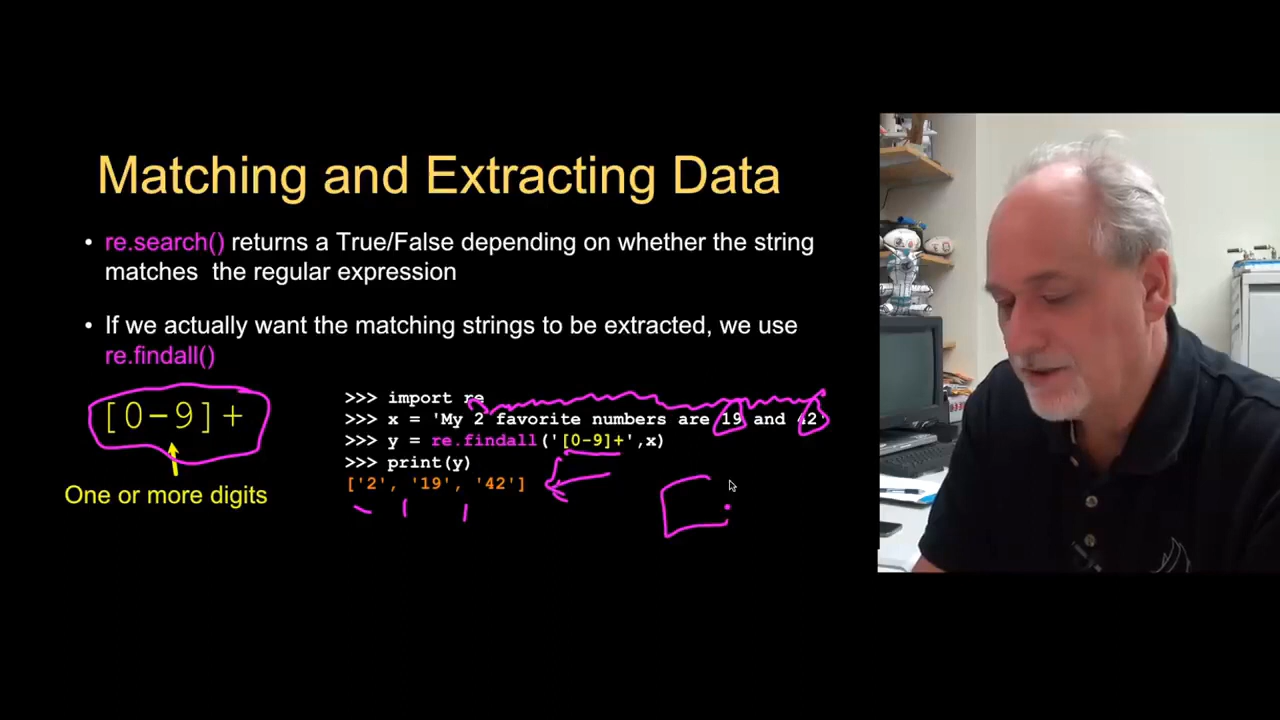 Matching and Extracting Data
• re.search() returns a True/False depending on whether the string
matches the regular expression
• If we actually want the matching strings to be extracted, we use
re.findall()
[0-9]+
One or more digits
>>> import re
>>> x = 'My 2 favorite numbers are 19 and 42'
>>> y = re.findall('[0-9]+',x)
>>> print(y)
['2', '19', '42']